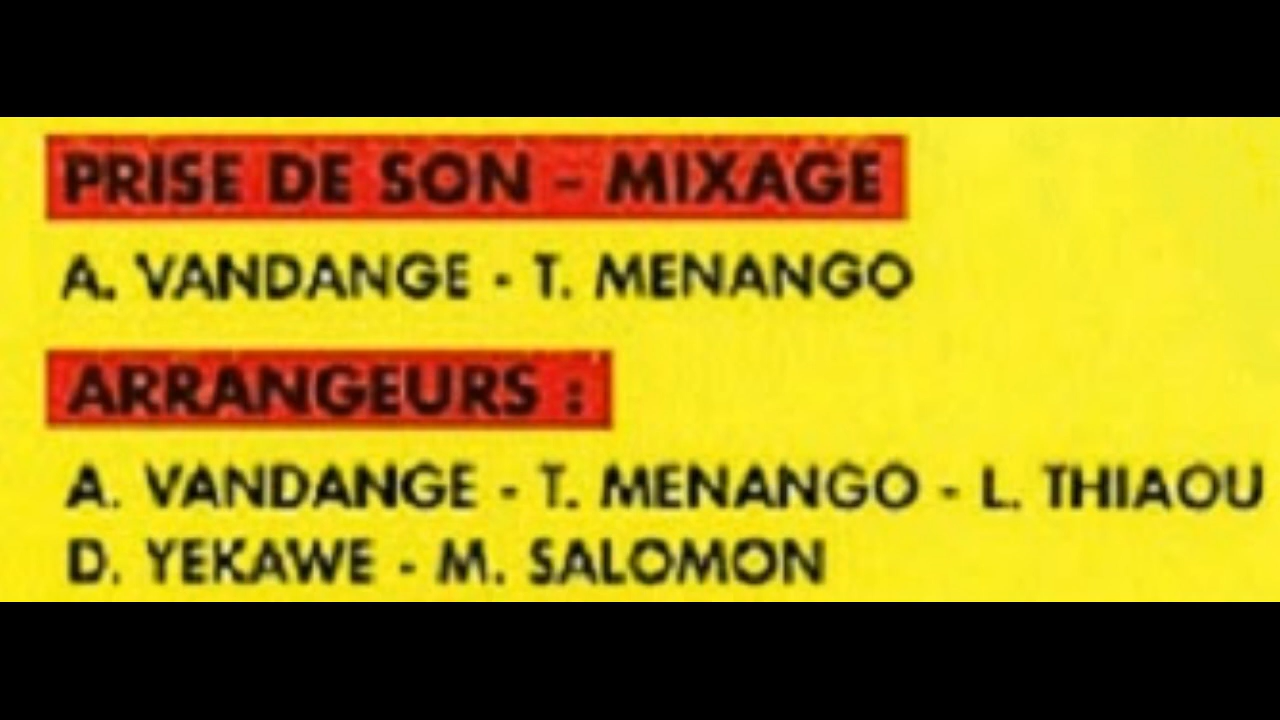 PRISE DE SON - MIXAGE
A. VANDANGE - T. MENANGO
ARRANGEURS :
A. VANDANGE - T. MENANGO - L. THIAOU
D. YEKAWE - M. SALOMON